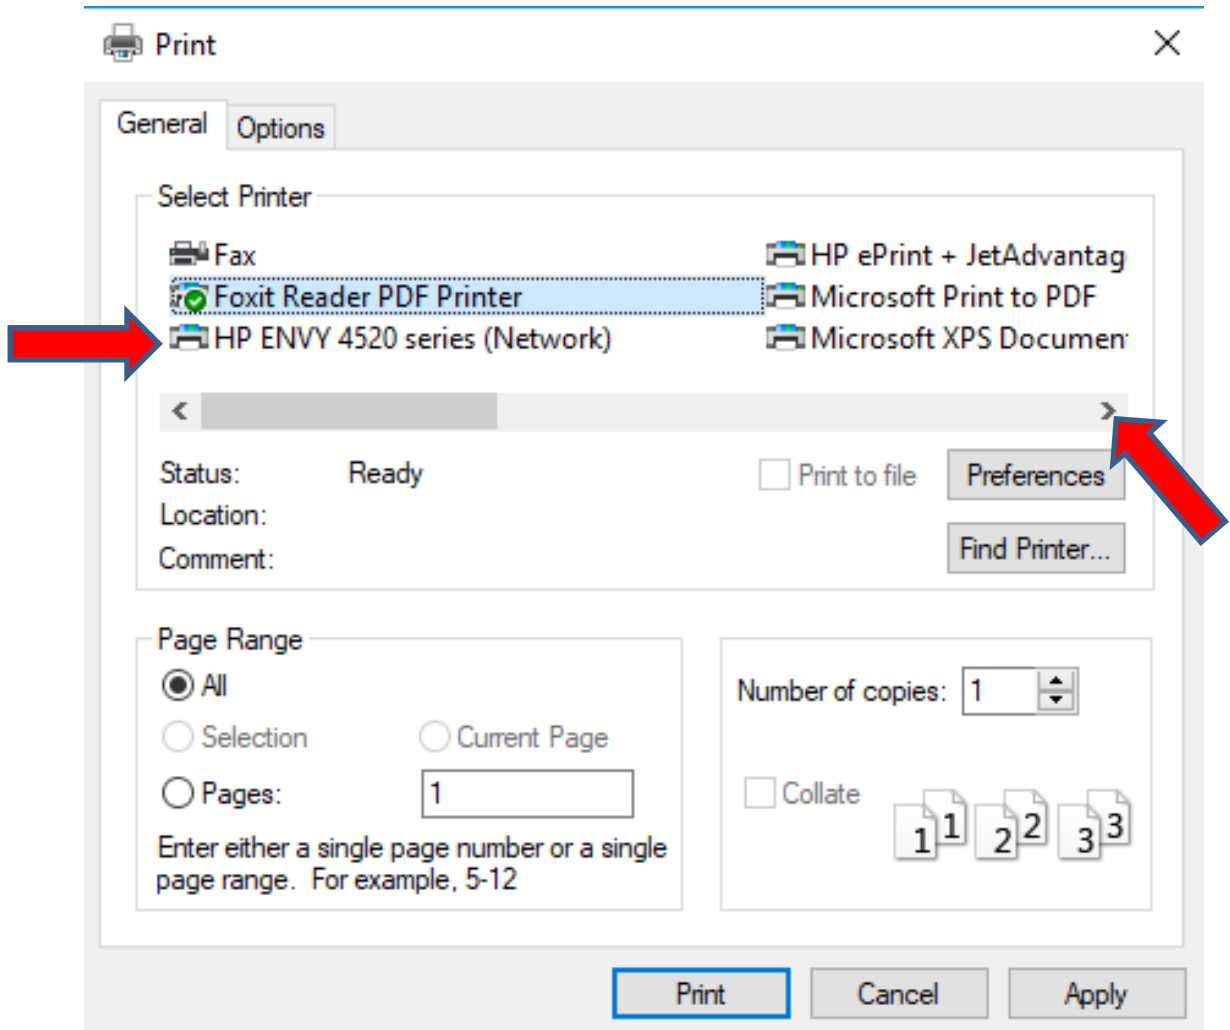 Print
General Options
Select Printer
Fax HP ePrint + JetAdvantag
Foxit Reader PDF Printer Microsoft Print to PDF
HP ENVY 4520 series (Network) Microsoft XPS Documen
Status: Ready Print to file Preferences
Location:
Comment: Find Printer...
Page Range
All
Number of copies: 1
Selection Current Page
Pages: 1
Collate 1 1 2 2 3 3
Enter either a single page number or a single
page range. For example, 5-12
Print Cancel Apply